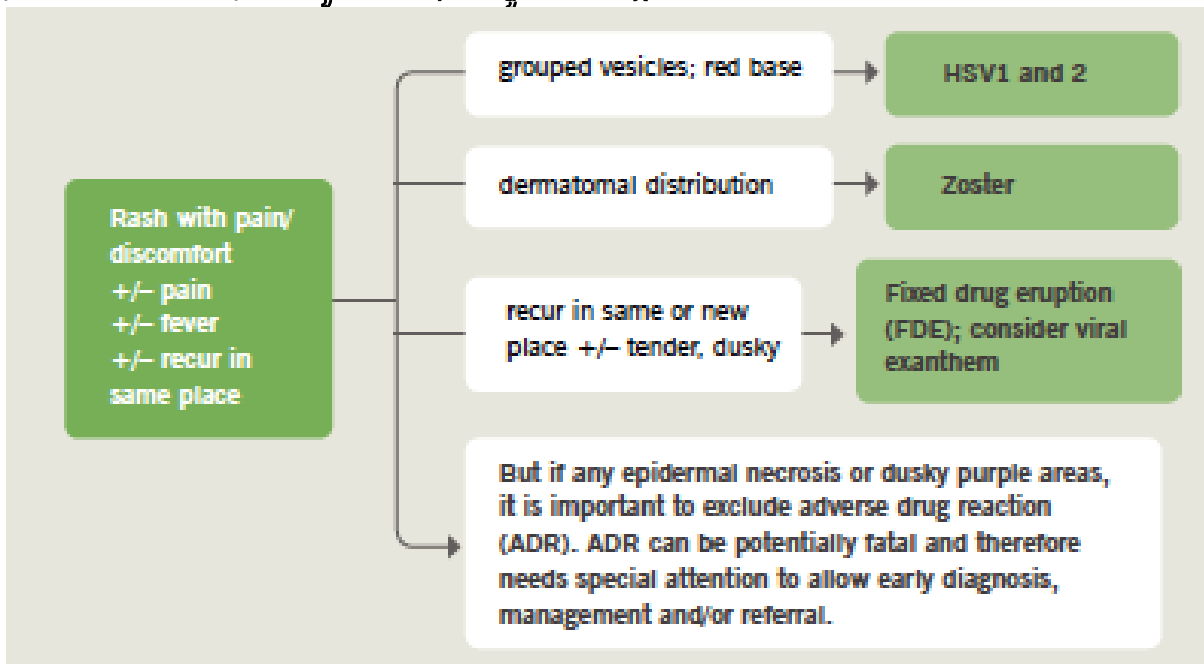 Rash with pain/
discomfort
+/– pain
+/– fever
+/– recur in
same place
grouped vesicles; red base
HSV1 and 2
dermatomal distribution
Zoster
recur in same or new
place +/– tender, dusky
Fixed drug eruption
(FDE); consider viral
exanthem
But if any epidermal necrosis or dusky purple areas,
it is important to exclude adverse drug reaction
(ADR). ADR can be potentially fatal and therefore
needs special attention to allow early diagnosis,
management and/or referral.